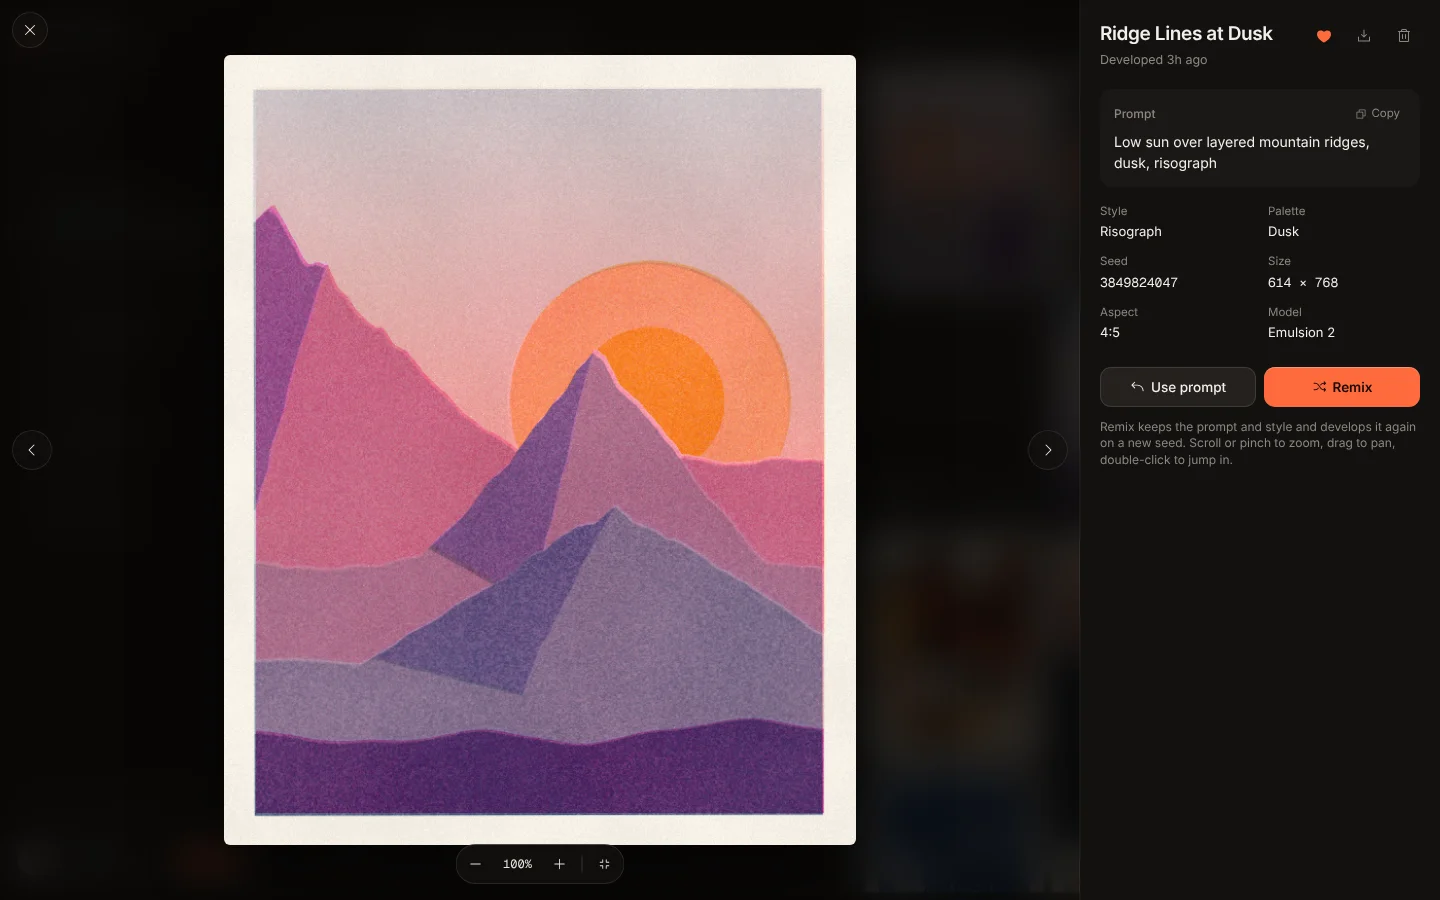 Ridge Lines at Dusk
Developed 3h ago
Prompt
Copy
Low sun over layered mountain ridges,
dusk, risograph
Style
Palette
Risograph
Dusk
Seed
Size
3849824047
614 × 768
Aspect
Model
4:5
Emulsion 2
Use prompt
Remix
Remix keeps the prompt and style and develops it again
on a new seed. Scroll or pinch to zoom, drag to pan,
double-click to jump in.
100%